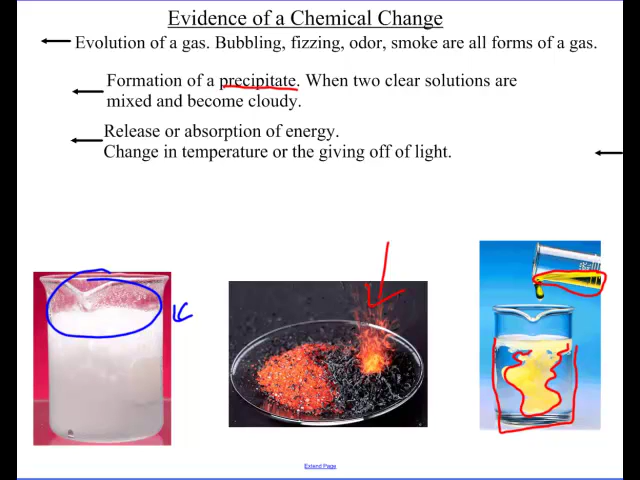 Evidence of a Chemical Change
Evolution of a gas. Bubbling, fizzing, odor, smoke are all forms of a gas.
Formation of a precipitate. When two clear solutions are
mixed and become cloudy.
Release or absorption of energy.
Change in temperature or the giving off of light.
Extend Page